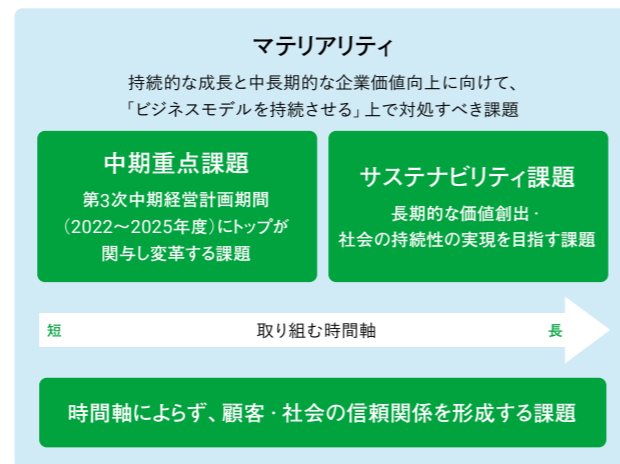 マテリアリティ
持続的な成長と中長期的な企業価値向上に向けて、
「ビジネスモデルを持続させる」上で対処すべき課題
中期重点課題
第3次中期経営計画期間
（2022～2025年度）にトップが
関与し変革する課題
サステナビリティ課題
長期的な価値創出・
社会の持続性の実現を目指す課題
短 取り組む時間軸 長
時間軸によらず、顧客・社会の信頼関係を形成する課題